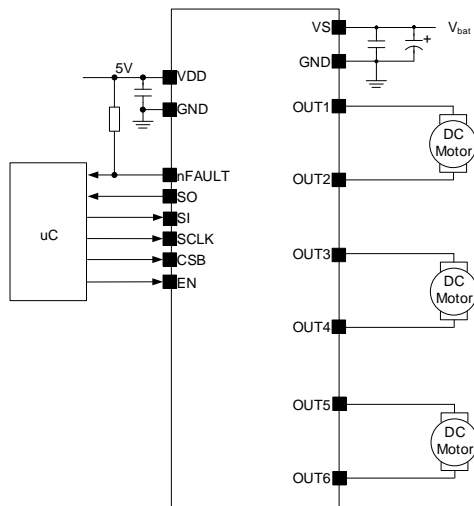 VS
V_bat
+
5V
VDD
GND
GND
OUT1
DC
Motor
nFAULT
OUT2
SO
uC
SI
SCLK
CSB
EN
OUT3
DC
Motor
OUT4
OUT5
DC
Motor
OUT6